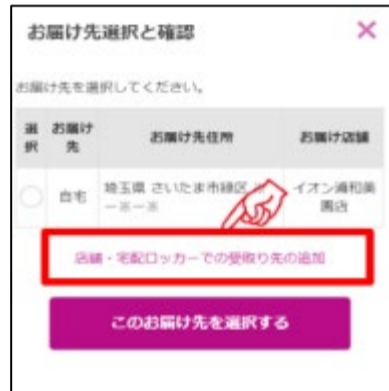 お届け先選択と確認 ×
お届け先を選択してください。
選択 お届け先 お届け先住所 お届け店舗
自宅 埼玉県 さいたま市緑区 ※
ー※ー※
イオン浦和美
園店
店舗・宅配ロッカーでの受取り先の追加
このお届け先を選択する